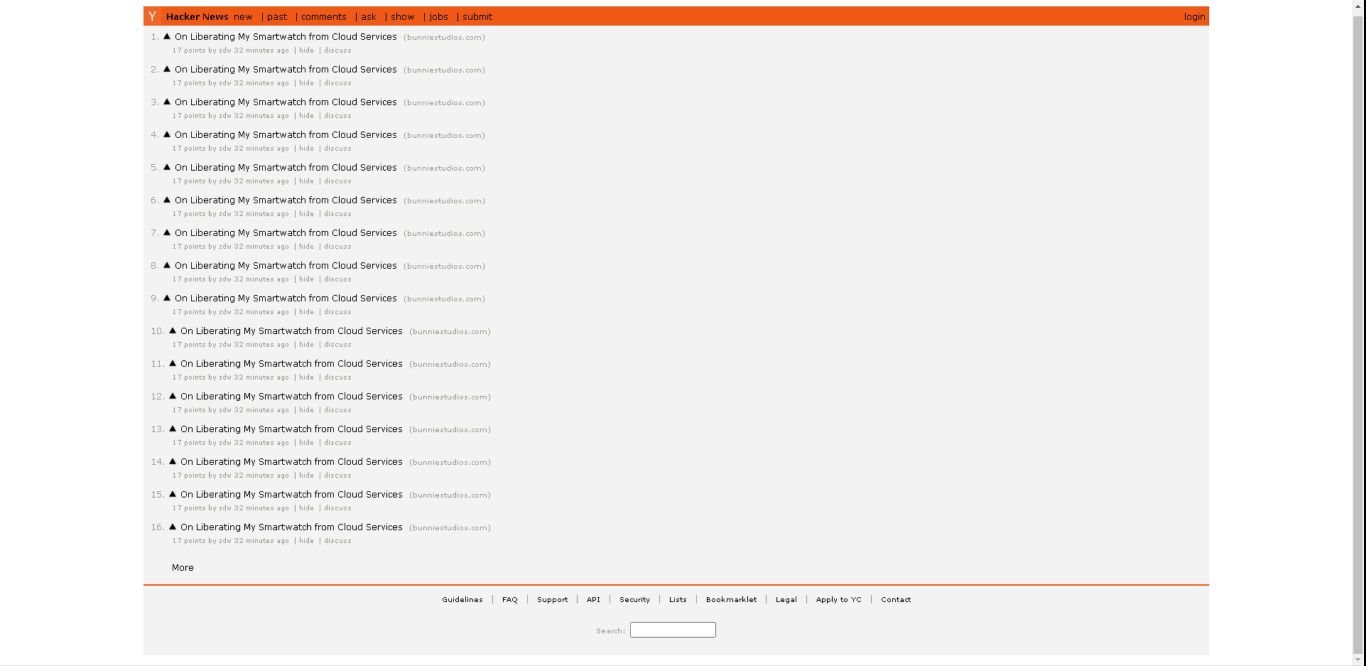 Y Hacker News new | past | comments | ask | show | jobs | submit login
1. ▲ On Liberating My Smartwatch from Cloud Services (bunniestudios.com)
17 points by zdw 32 minutes ago | hide | discuss
2. ▲ On Liberating My Smartwatch from Cloud Services (bunniestudios.com)
17 points by zdw 32 minutes ago | hide | discuss
3. ▲ On Liberating My Smartwatch from Cloud Services (bunniestudios.com)
17 points by zdw 32 minutes ago | hide | discuss
4. ▲ On Liberating My Smartwatch from Cloud Services (bunniestudios.com)
17 points by zdw 32 minutes ago | hide | discuss
5. ▲ On Liberating My Smartwatch from Cloud Services (bunniestudios.com)
17 points by zdw 32 minutes ago | hide | discuss
6. ▲ On Liberating My Smartwatch from Cloud Services (bunniestudios.com)
17 points by zdw 32 minutes ago | hide | discuss
7. ▲ On Liberating My Smartwatch from Cloud Services (bunniestudios.com)
17 points by zdw 32 minutes ago | hide | discuss
8. ▲ On Liberating My Smartwatch from Cloud Services (bunniestudios.com)
17 points by zdw 32 minutes ago | hide | discuss
9. ▲ On Liberating My Smartwatch from Cloud Services (bunniestudios.com)
17 points by zdw 32 minutes ago | hide | discuss
10. ▲ On Liberating My Smartwatch from Cloud Services (bunniestudios.com)
17 points by zdw 32 minutes ago | hide | discuss
11. ▲ On Liberating My Smartwatch from Cloud Services (bunniestudios.com)
17 points by zdw 32 minutes ago | hide | discuss
12. ▲ On Liberating My Smartwatch from Cloud Services (bunniestudios.com)
17 points by zdw 32 minutes ago | hide | discuss
13. ▲ On Liberating My Smartwatch from Cloud Services (bunniestudios.com)
17 points by zdw 32 minutes ago | hide | discuss
14. ▲ On Liberating My Smartwatch from Cloud Services (bunniestudios.com)
17 points by zdw 32 minutes ago | hide | discuss
15. ▲ On Liberating My Smartwatch from Cloud Services (bunniestudios.com)
17 points by zdw 32 minutes ago | hide | discuss
16. ▲ On Liberating My Smartwatch from Cloud Services (bunniestudios.com)
17 points by zdw 32 minutes ago | hide | discuss
More
Guidelines | FAQ | Support | API | Security | Lists | Bookmarklet | Legal | Apply to YC | Contact
Search: